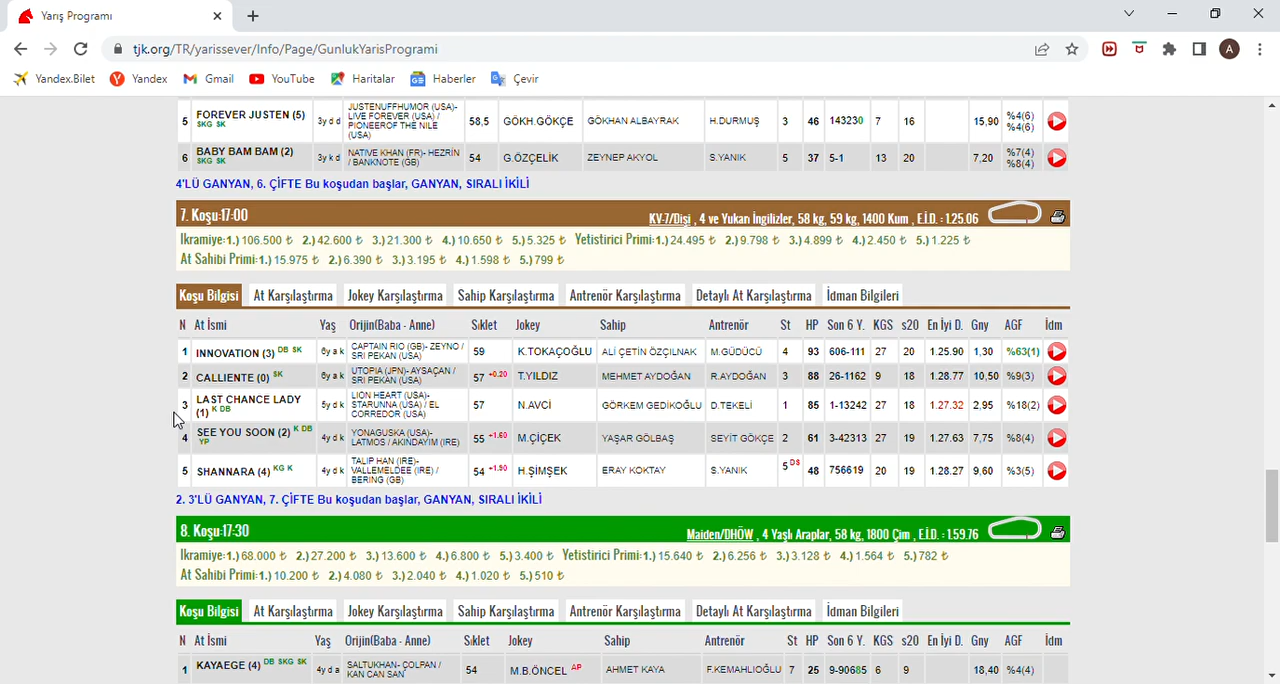 Yarış Programı
tjk.org/TR/yarissever/Info/Page/GunlukYarisProgrami
A
Yandex.Bilet Yandex Gmail YouTube Haritalar Haberler Çevir
5 FOREVER JUSTEN (5) SKG SK 3y d d JUSTENUFFHUMOR (USA)- LIVE FOREVER (USA) / PIONEEROF THE NILE (USA) 58,5 GÖKH.GÖKÇE GÖKHAN ALBAYRAK H.DURMUŞ 3 46 143230 7 16 15,90 %4(6) %4(6)
6 BABY BAM BAM (2) SKG SK 3y k d NATIVE KHAN (FR)- HEZRİN / BANKNOTE (GB) 54 G.ÖZÇELİK ZEYNEP AKYOL S.YANIK 5 37 5-1 13 20 7,20 %7(4) %8(4)
4'LÜ GANYAN, 6. ÇİFTE Bu koşudan başlar, GANYAN, SIRALI İKİLİ
7. Koşu:17:00 KV-7/Dişi , 4 ve Yukarı İngilizler, 58 kg, 59 kg, 1400 Kum , E.İ.D. : 1.25.06
İkramiye:1.) 106.500 ₺ 2.) 42.600 ₺ 3.) 21.300 ₺ 4.) 10.650 ₺ 5.) 5.325 ₺ Yetistirici Primi:1.) 24.495 ₺ 2.) 9.798 ₺ 3.) 4.899 ₺ 4.) 2.450 ₺ 5.) 1.225 ₺
At Sahibi Primi:1.) 15.975 ₺ 2.) 6.390 ₺ 3.) 3.195 ₺ 4.) 1.598 ₺ 5.) 799 ₺
Koşu Bilgisi At Karşılaştırma Jokey Karşılaştırma Sahip Karşılaştırma Antrenör Karşılaştırma Detaylı At Karşılaştırma İdman Bilgileri
N At İsmi Yaş Orijin(Baba - Anne) Sıklet Jokey Sahip Antrenör St HP Son 6 Y. KGS s20 En İyi D. Gny AGF İdm
1 INNOVATION (3) DB SK 6y a k CAPTAIN RIO (GB)- ZEYNO / SRI PEKAN (USA) 59 K.TOKAÇOĞLU ALİ ÇETİN ÖZÇILNAK M.GÜDÜCÜ 4 93 606-111 27 20 1.25.90 1,30 %63(1)
2 CALLIENTE (0) SK 6y a k UTOPIA (JPN)- AYSAÇAN / SRI PEKAN (USA) 57 +0.20 T.YILDIZ MEHMET AYDOĞAN R.AYDOĞAN 3 88 26-1162 9 18 1.28.77 10,50 %9(3)
3 LAST CHANCE LADY (1) K DB 5y d k LION HEART (USA)- STARUNNA (USA) / EL CORREDOR (USA) 57 N.AVCİ GÖRKEM GEDİKOĞLU D.TEKELİ 1 85 1-13242 27 18 1.27.32 2,95 %18(2)
4 SEE YOU SOON (2) K DB YP 4y d k YONAGUSKA (USA)- LATMOS / AKINDAYIM (IRE) 55 +1.60 M.ÇİÇEK YAŞAR GÖLBAŞ SEYİT GÖKÇE 2 61 3-42313 27 19 1.27.63 7,75 %8(4)
5 SHANNARA (4) KG K 4y d k TALIP HAN (IRE)- VALLEMELDEE (IRE) / BERING (GB) 54 +1.90 H.ŞİMŞEK ERAY KOKTAY S.YANIK 5 DS 48 756619 20 19 1.28.27 9,60 %3(5)
2. 3'LÜ GANYAN, 7. ÇİFTE Bu koşudan başlar, GANYAN, SIRALI İKİLİ
8. Koşu:17:30 Maiden/DHÖW , 4 Yaşlı Araplar, 58 kg, 1800 Çim , E.İ.D. : 1.59.76
İkramiye:1.) 68.000 ₺ 2.) 27.200 ₺ 3.) 13.600 ₺ 4.) 6.800 ₺ 5.) 3.400 ₺ Yetistirici Primi:1.) 15.640 ₺ 2.) 6.256 ₺ 3.) 3.128 ₺ 4.) 1.564 ₺ 5.) 782 ₺
At Sahibi Primi:1.) 10.200 ₺ 2.) 4.080 ₺ 3.) 2.040 ₺ 4.) 1.020 ₺ 5.) 510 ₺
Koşu Bilgisi At Karşılaştırma Jokey Karşılaştırma Sahip Karşılaştırma Antrenör Karşılaştırma Detaylı At Karşılaştırma İdman Bilgileri
N At İsmi Yaş Orijin(Baba - Anne) Sıklet Jokey Sahip Antrenör St HP Son 6 Y. KGS s20 En İyi D. Gny AGF İdm
1 KAYAEGE (4) DB SKG SK 4y d a SALTUKHAN- ÇOLPAN / KAN CAN SAN 54 M.B.ÖNCEL AP AHMET KAYA F.KEMAHLIOĞLU 7 25 9-90685 6 9 18,40 %4(4)